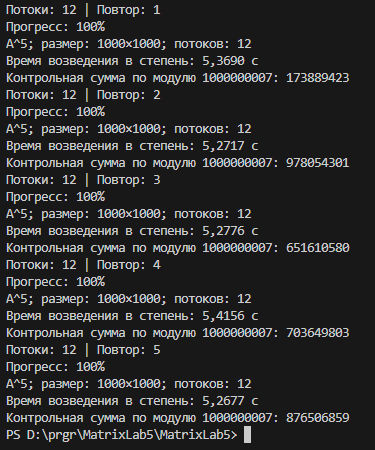 Потоки: 12 | Повтор: 1
Прогресс: 100%
A^5; размер: 1000×1000; потоков: 12
Время возведения в степень: 5,3690 с
Контрольная сумма по модулю 1000000007: 173889423
Потоки: 12 | Повтор: 2
Прогресс: 100%
A^5; размер: 1000×1000; потоков: 12
Время возведения в степень: 5,2717 с
Контрольная сумма по модулю 1000000007: 978054301
Потоки: 12 | Повтор: 3
Прогресс: 100%
A^5; размер: 1000×1000; потоков: 12
Время возведения в степень: 5,2776 с
Контрольная сумма по модулю 1000000007: 651610580
Потоки: 12 | Повтор: 4
Прогресс: 100%
A^5; размер: 1000×1000; потоков: 12
Время возведения в степень: 5,4156 с
Контрольная сумма по модулю 1000000007: 703649803
Потоки: 12 | Повтор: 5
Прогресс: 100%
A^5; размер: 1000×1000; потоков: 12
Время возведения в степень: 5,2677 с
Контрольная сумма по модулю 1000000007: 876506859
PS D:\prgr\MatrixLab5\MatrixLab5>